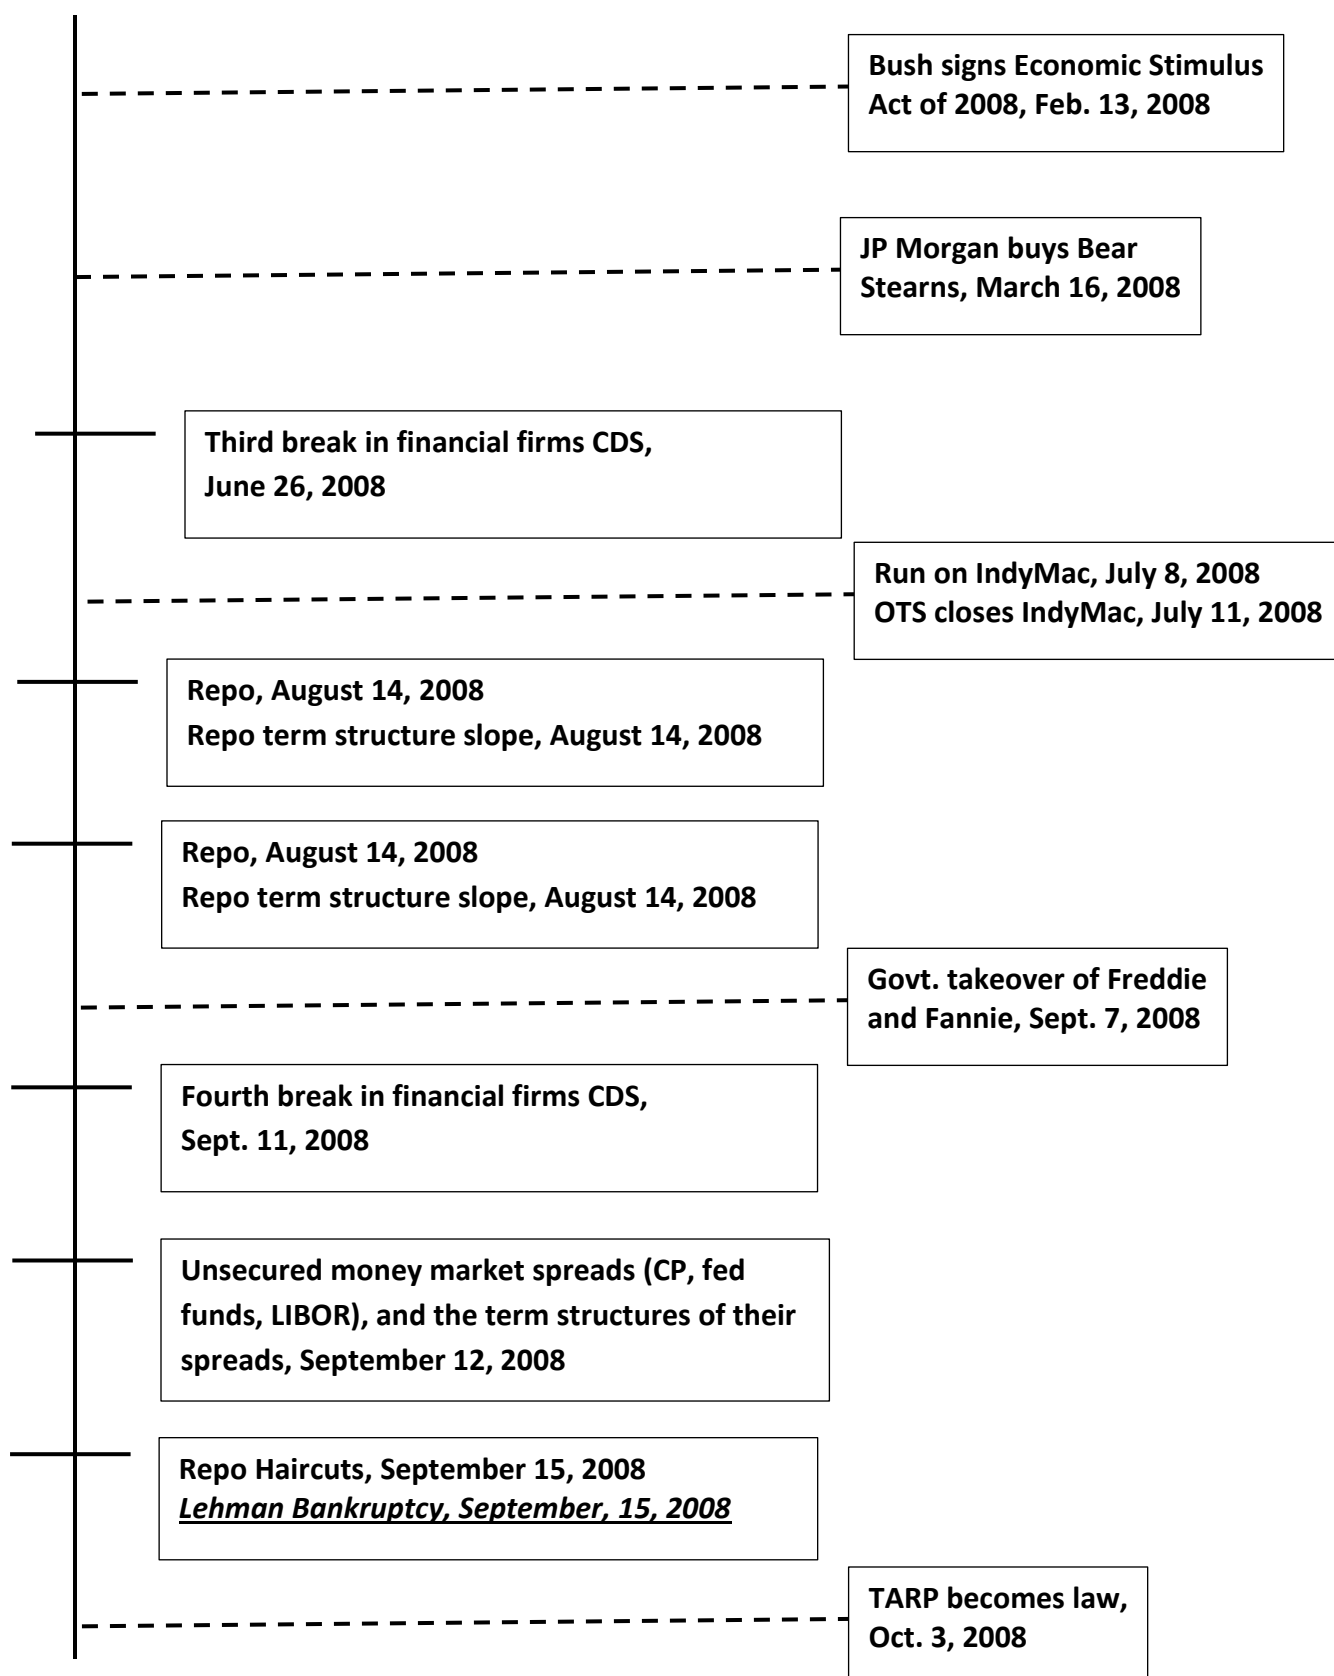 Bush signs Economic Stimulus
Act of 2008, Feb. 13, 2008
JP Morgan buys Bear
Stearns, March 16, 2008
Third break in financial firms CDS,
June 26, 2008
Run on IndyMac, July 8, 2008
OTS closes IndyMac, July 11, 2008
Repo, August 14, 2008
Repo term structure slope, August 14, 2008
Repo, August 14, 2008
Repo term structure slope, August 14, 2008
Govt. takeover of Freddie
and Fannie, Sept. 7, 2008
Fourth break in financial firms CDS,
Sept. 11, 2008
Unsecured money market spreads (CP, fed
funds, LIBOR), and the term structures of their
spreads, September 12, 2008
Repo Haircuts, September 15, 2008
Lehman Bankruptcy, September, 15, 2008
TARP becomes law,
Oct. 3, 2008